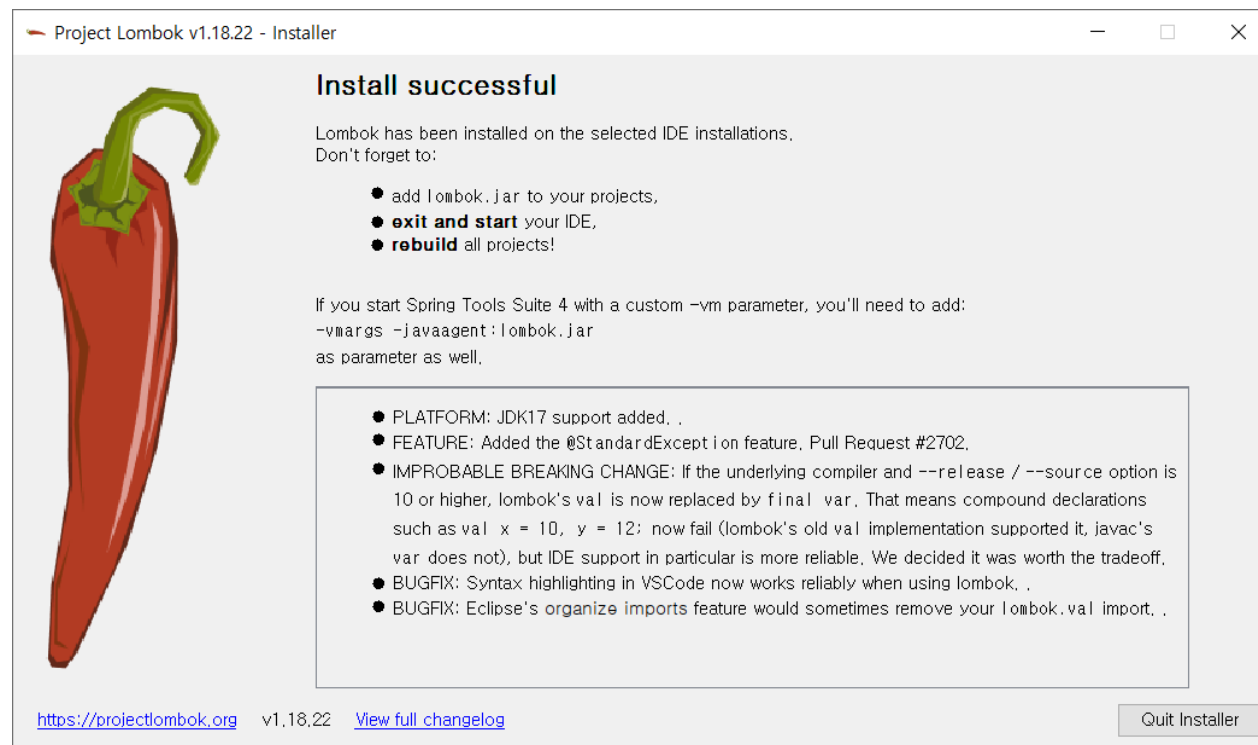 Project Lombok v1.18.22 - Installer
Install successful
Lombok has been installed on the selected IDE installations.
Don't forget to:
● add lombok.jar to your projects,
● exit and start your IDE,
● rebuild all projects!
If you start Spring Tools Suite 4 with a custom -vm parameter, you'll need to add:
-vmargs -javaagent:lombok.jar
as parameter as well.
● PLATFORM: JDK17 support added. .
● FEATURE: Added the @StandardException feature. Pull Request #2702.
● IMPROBABLE BREAKING CHANGE: If the underlying compiler and --release / --source option is
10 or higher, lombok's val is now replaced by final var. That means compound declarations
such as val x = 10, y = 12; now fail (lombok's old val implementation supported it, javac's
var does not), but IDE support in particular is more reliable. We decided it was worth the tradeoff.
● BUGFIX: Syntax highlighting in VSCode now works reliably when using lombok. .
● BUGFIX: Eclipse's organize imports feature would sometimes remove your lombok.val import. .
https://projectlombok.org v1.18.22 View full changelog
Quit Installer